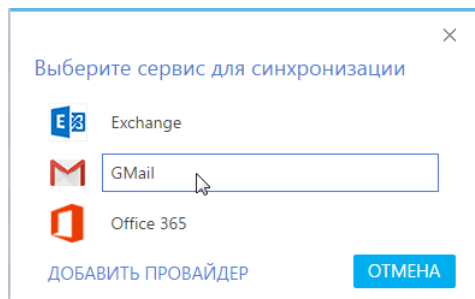 Выберите сервис для синхронизации
Exchange
GMail
Office 365
ДОБАВИТЬ ПРОВАЙДЕР ОТМЕНА